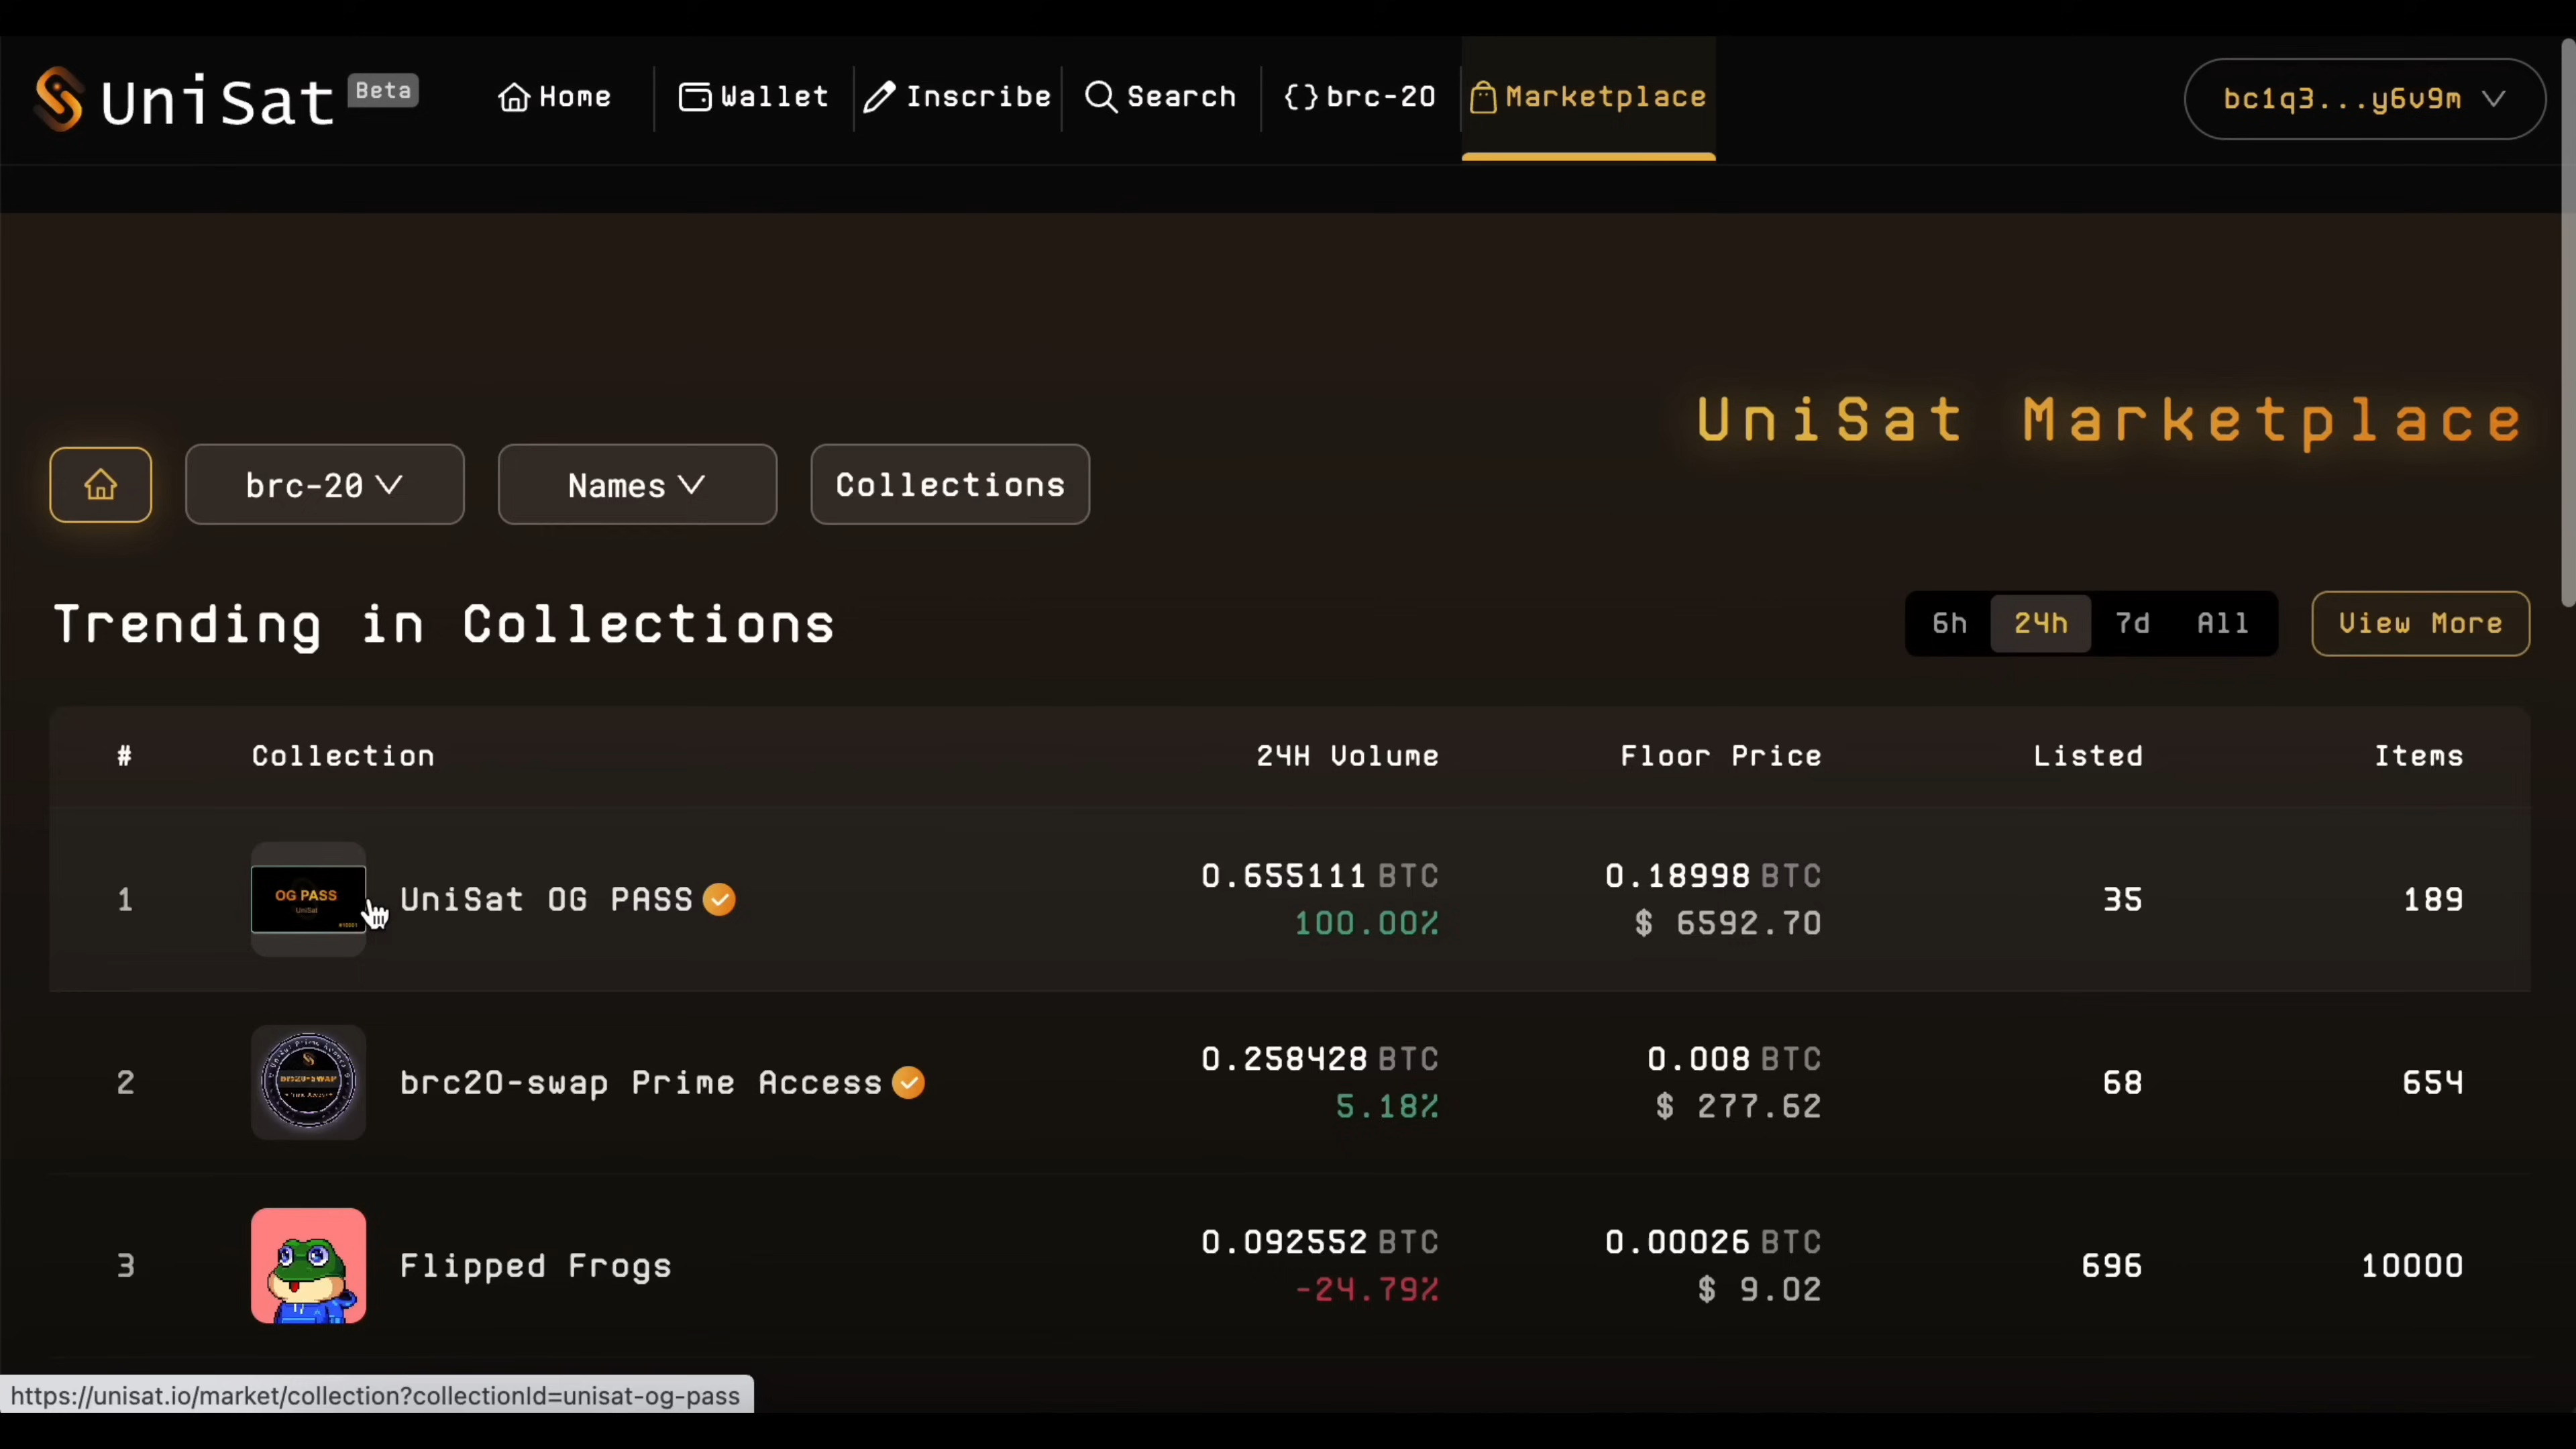 UniSat Beta Home Wallet Inscribe Search {} brc-20 Marketplace bc1q3...y6v9m
UniSat Marketplace
brc-20 Names Collections
Trending in Collections 6h 24h 7d All View More
# Collection 24H Volume Floor Price Listed Items
1 OG PASS UniSat UniSat OG PASS 0.655111 BTC 0.18998 BTC 35 189
100.00% $ 6592.70
2 BRC20-SWAP brc20-swap Prime Access 0.258428 BTC 0.008 BTC 68 654
5.18% $ 277.62
3 Flipped Frogs 0.092552 BTC 0.00026 BTC 696 10000
-24.79% $ 9.02
https://unisat.io/market/collection?collectionId=unisat-og-pass